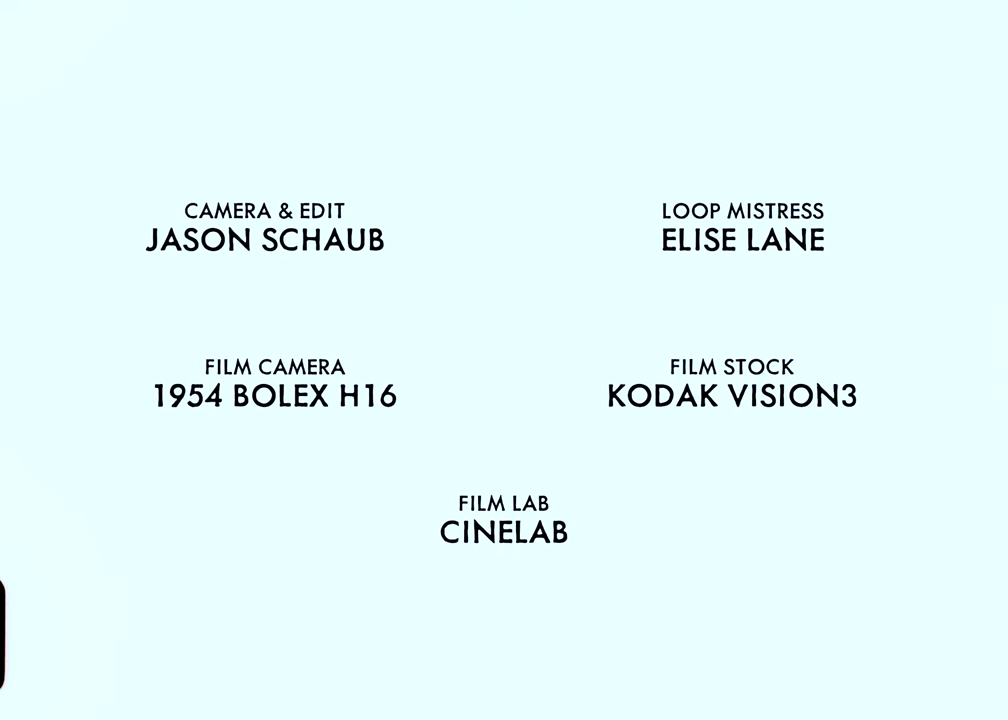 CAMERA & EDIT
JASON SCHAUB
LOOP MISTRESS
ELISE LANE
FILM CAMERA
1954 BOLEX H16
FILM STOCK
KODAK VISION3
FILM LAB
CINELAB